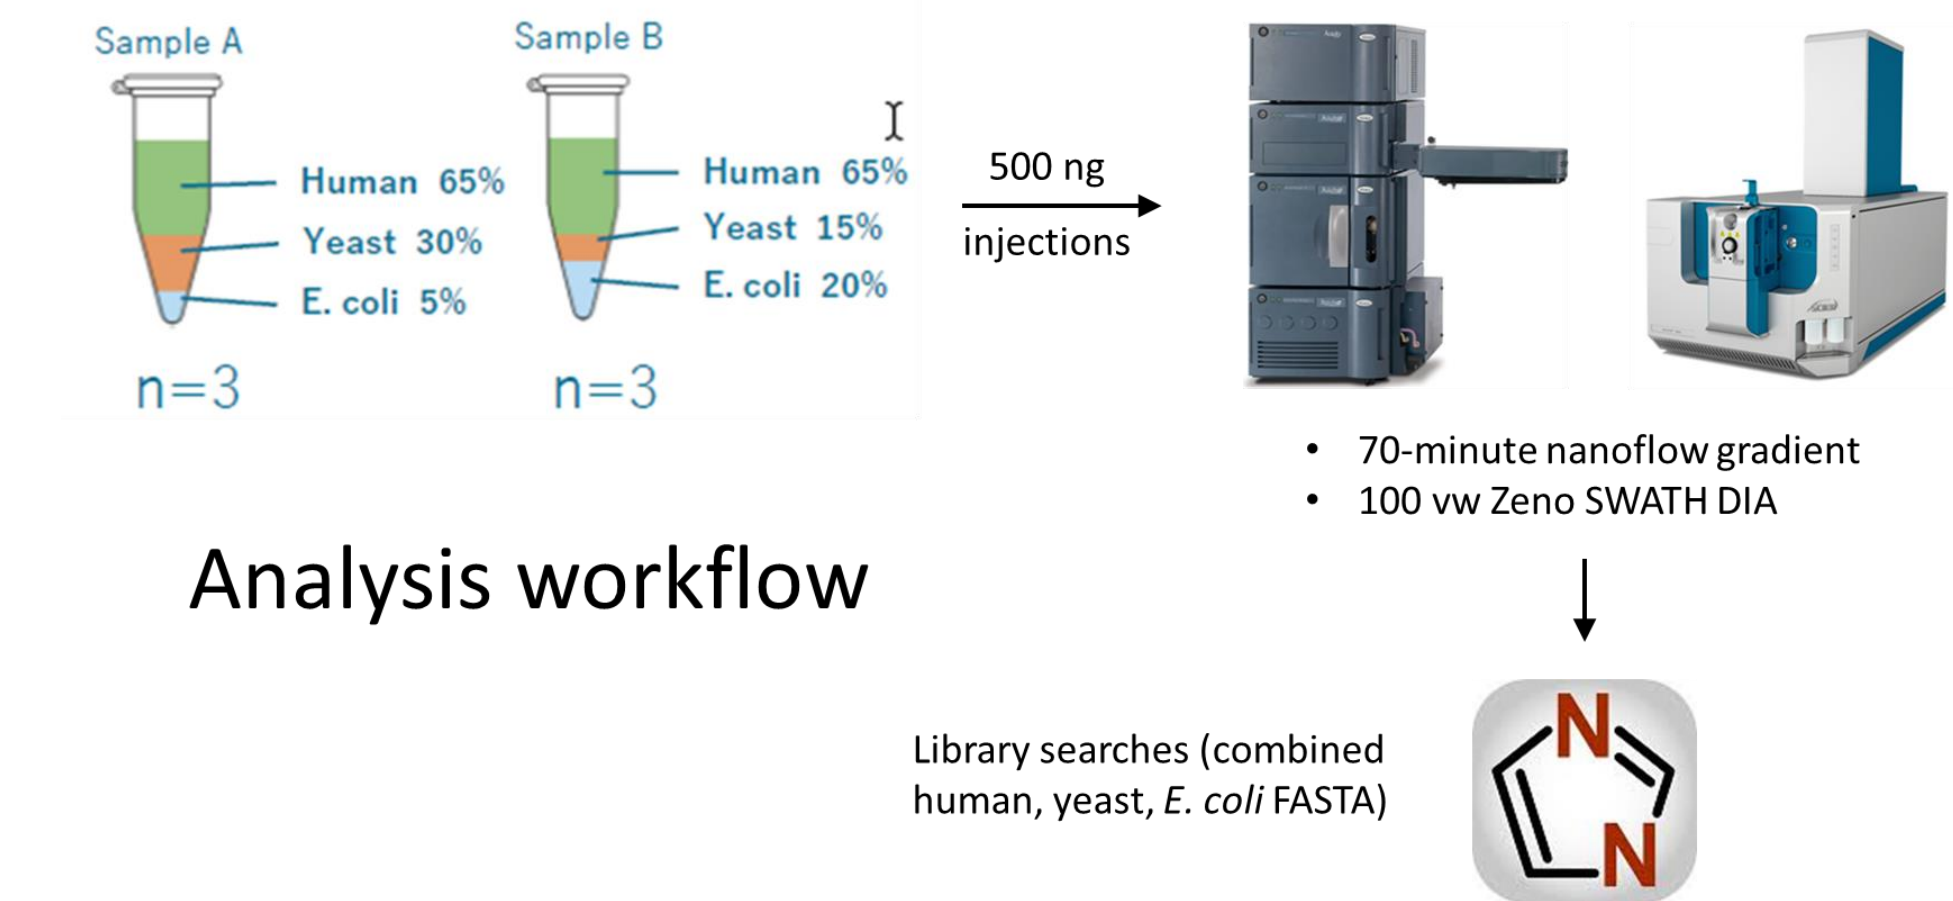 Sample A
Sample B
Human 65%
Yeast 30%
E. coli 5%
Human 65%
Yeast 15%
E. coli 20%
n=3
n=3
500 ng
injections
• 70-minute nanoflow gradient
• 100 vw Zeno SWATH DIA
Analysis workflow
Library searches (combined
human, yeast, E. coli FASTA)
N
N